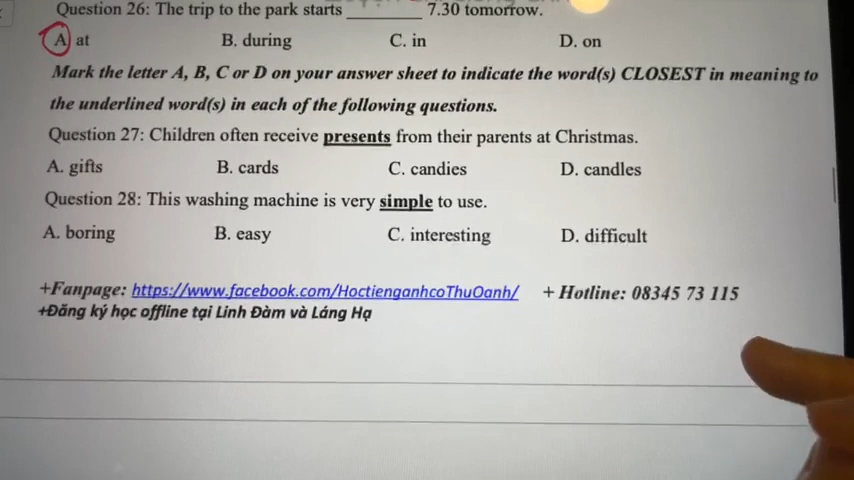 Question 26: The trip to the park starts ________ 7.30 tomorrow.
A at B. during C. in D. on
Mark the letter A, B, C or D on your answer sheet to indicate the word(s) CLOSEST in meaning to
the underlined word(s) in each of the following questions.
Question 27: Children often receive presents from their parents at Christmas.
A. gifts B. cards C. candies D. candles
Question 28: This washing machine is very simple to use.
A. boring B. easy C. interesting D. difficult
+Fanpage: https://www.facebook.com/HoctienganhcoThuOanh/ + Hotline: 08345 73 115
+Đăng ký học offline tại Linh Đàm và Láng Hạ